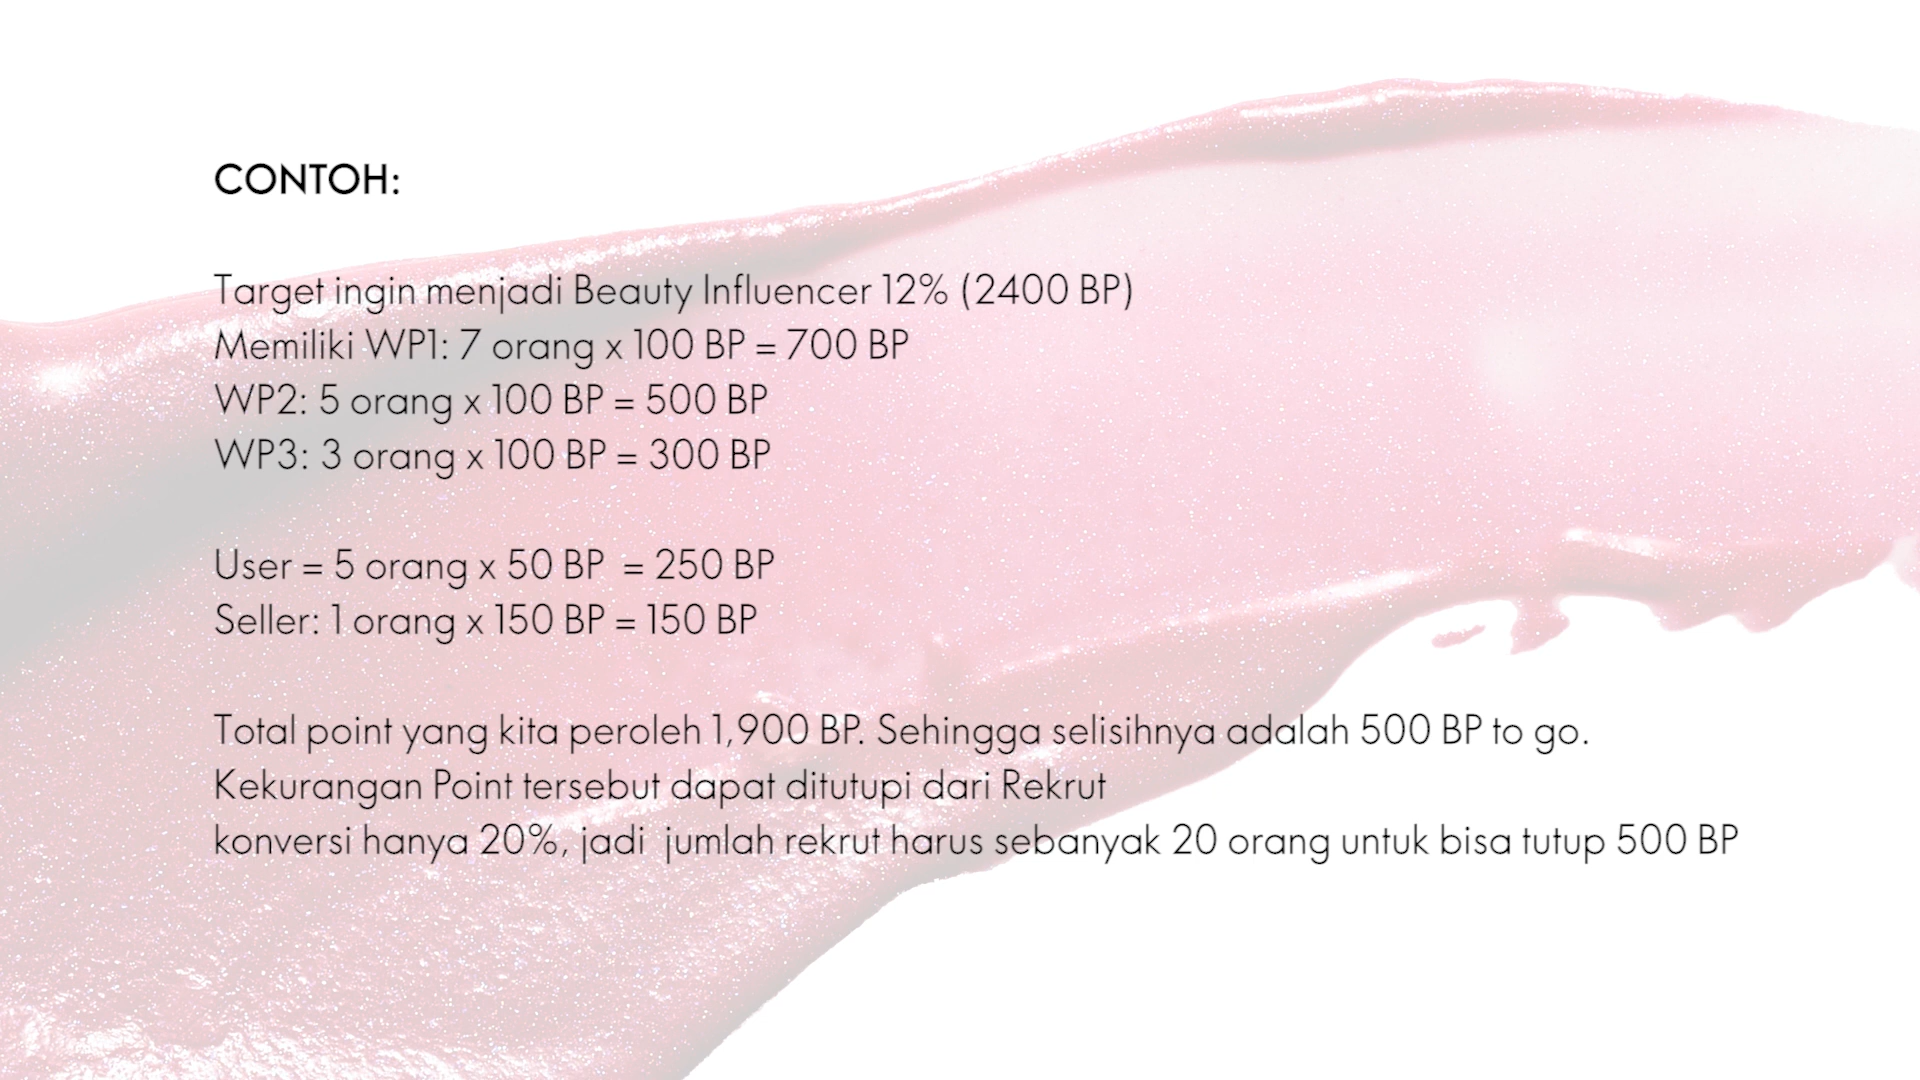 CONTOH:
Target ingin menjadi Beauty Influencer 12% (2400 BP)
Memiliki WP1: 7 orang x 100 BP = 700 BP
WP2: 5 orang x 100 BP = 500 BP
WP3: 3 orang x 100 BP = 300 BP
User = 5 orang x 50 BP = 250 BP
Seller: 1 orang x 150 BP = 150 BP
Total point yang kita peroleh 1,900 BP. Sehingga selisihnya adalah 500 BP to go.
Kekurangan Point tersebut dapat ditutupi dari Rekrut
konversi hanya 20%, jadi jumlah rekrut harus sebanyak 20 orang untuk bisa tutup 500 BP